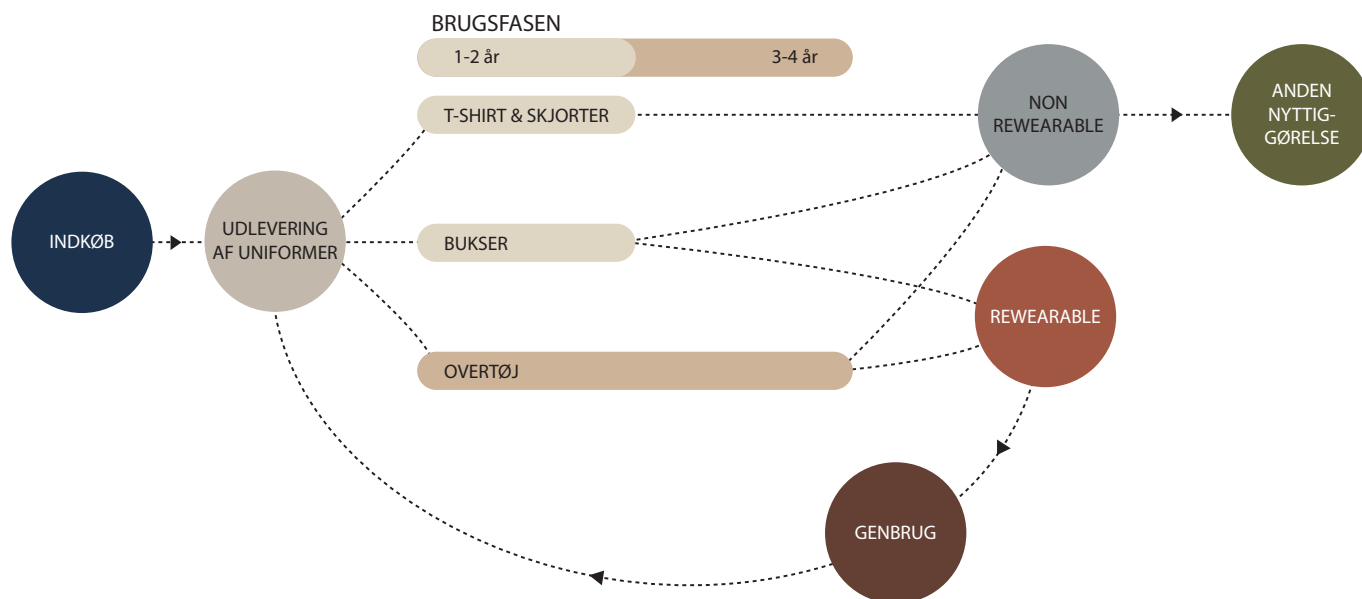 BRUGSFASEN
1-2 år
3-4 år
T-SHIRT & SKJORTER
NON
REWEARABLE
ANDEN
NYTTIG-
GØRELSE
INDKØB
UDLEVERING
AF UNIFORMER
BUKSER
REWEARABLE
OVERTØJ
GENBRUG